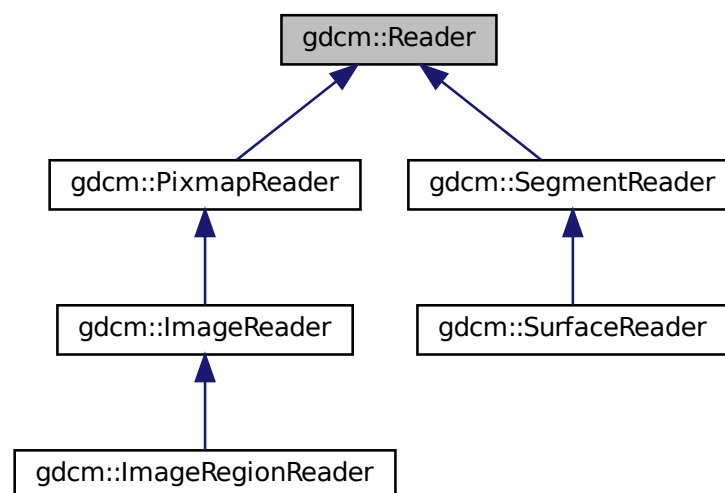 gdcm::Reader
gdcm::PixmapReader
gdcm::SegmentReader
gdcm::ImageReader
gdcm::SurfaceReader
gdcm::ImageRegionReader